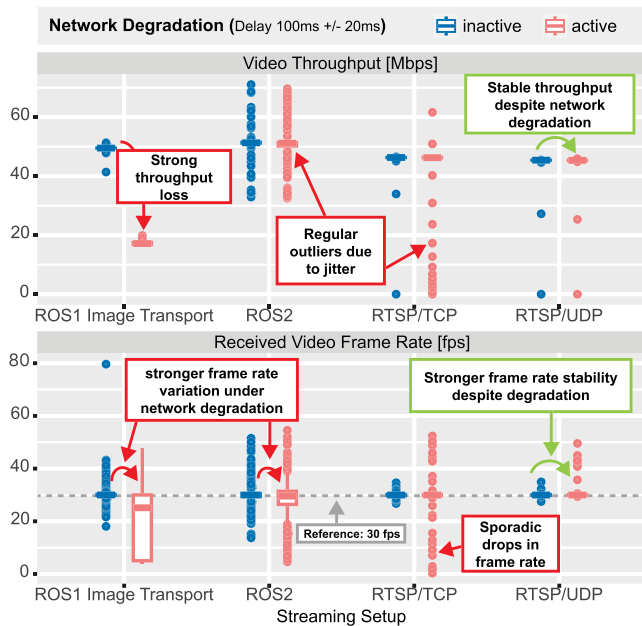 Network Degradation (Delay 100ms +/- 20ms) inactive active
Video Throughput [Mbps]
60
40
20
0
Strong
throughput
loss
Regular
outliers due
to jitter
Stable throughput
despite network
degradation
ROS1 Image Transport ROS2 RTSP/TCP RTSP/UDP
Received Video Frame Rate [fps]
80
60
40
20
0
stronger frame rate
variation under
network degradation
Stronger frame rate stability
despite degradation
Reference: 30 fps
Sporadic
drops in
frame rate
ROS1 Image Transport ROS2 RTSP/TCP RTSP/UDP
Streaming Setup